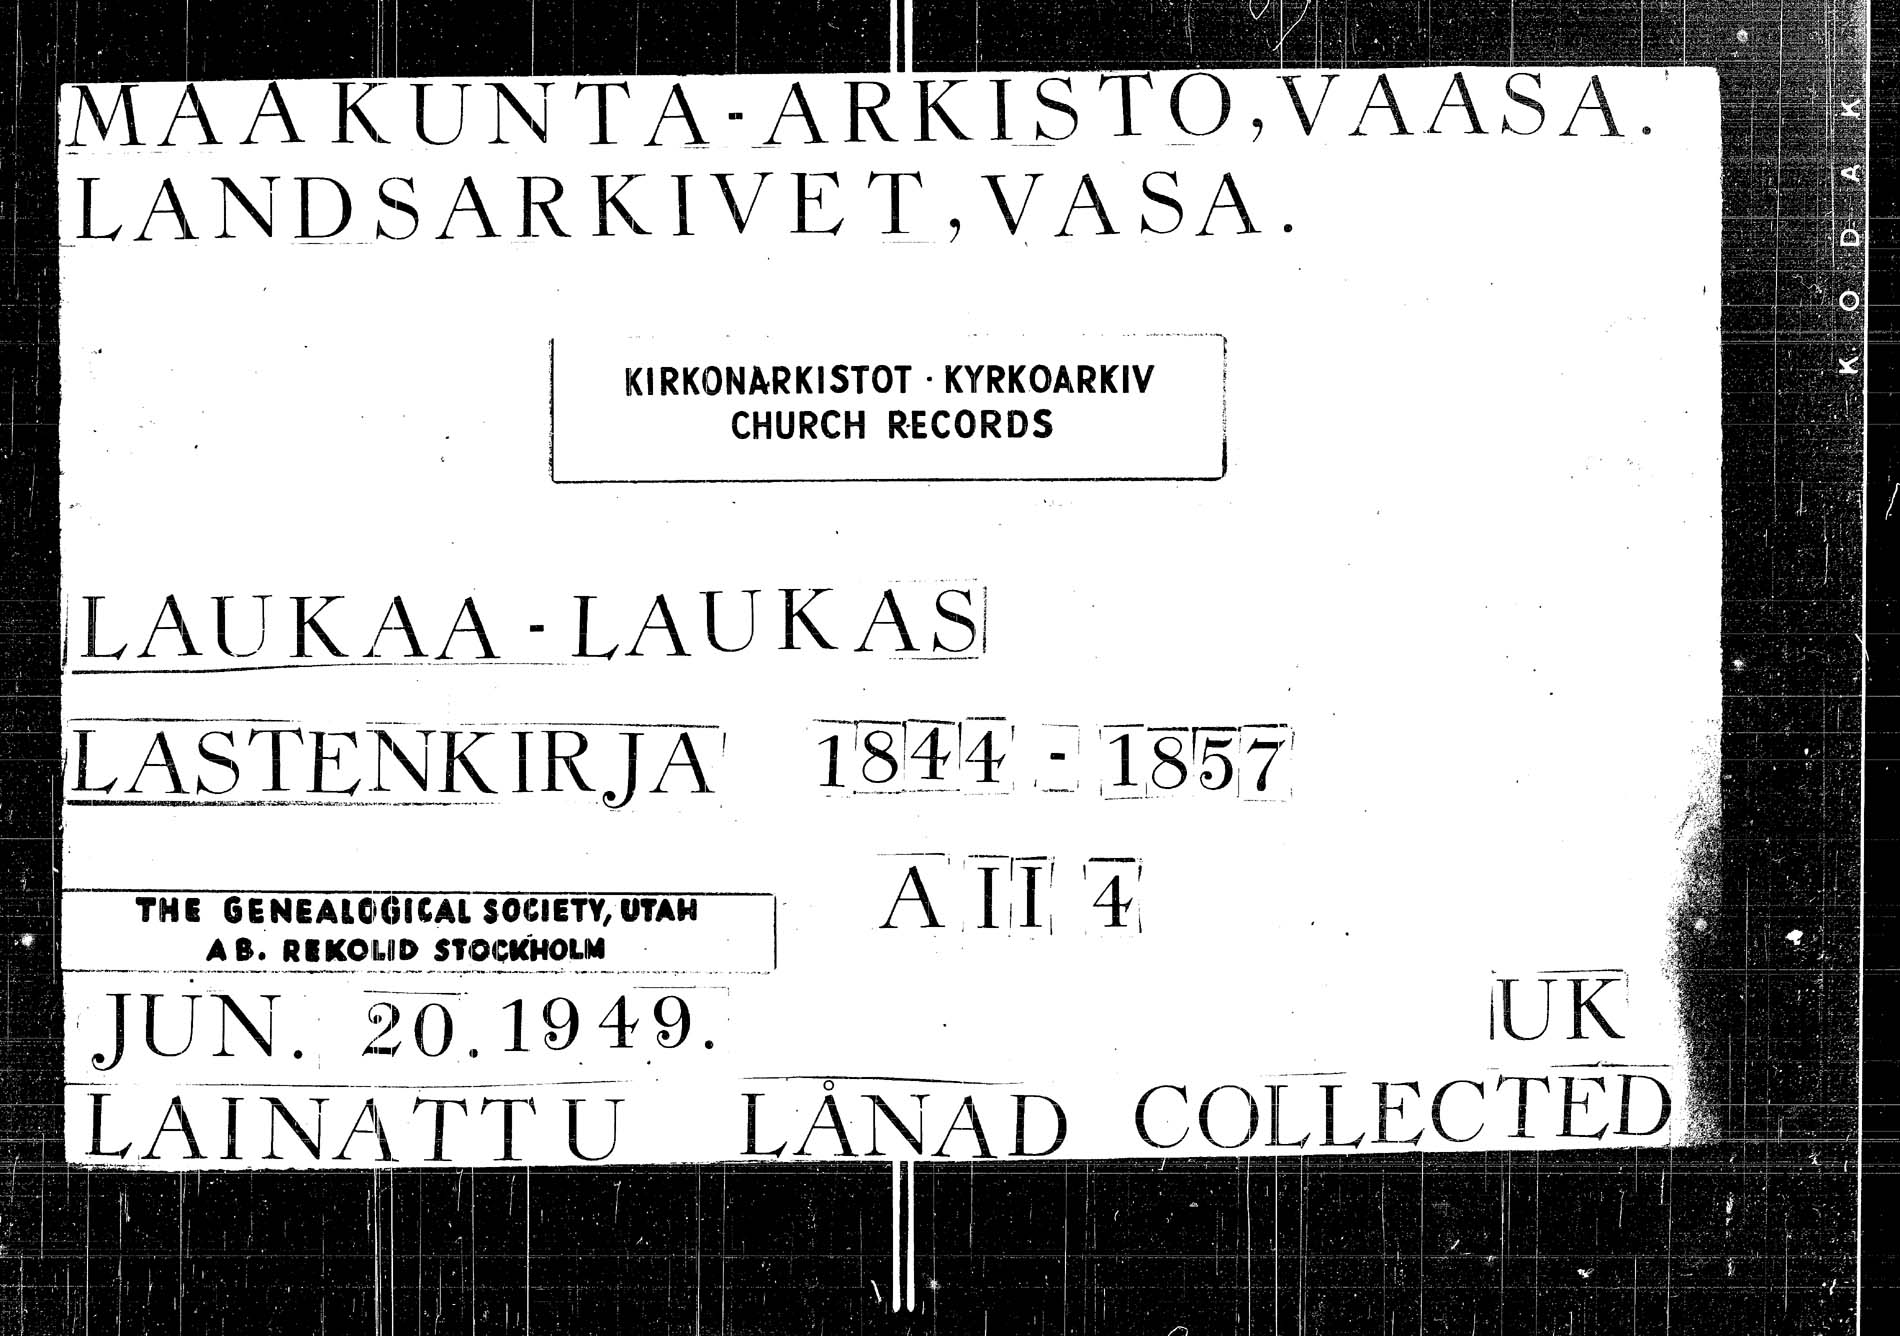 MAAKUNTA-ARKISTO, VAASA.
LANDSARKIVET, VASA.
KIRKONARKISTOT · KYRKOARKIV
CHURCH RECORDS
LAUKAA - LAUKAS
LASTENKIRJA 1844 - 1857
A II 4
THE GENEALOGICAL SOCIETY, UTAH
AB. REKOLID STOCKHOLM
JUN. 20. 1949.
UK
LAINATTU LÅNAD COLLECTED
KODAK